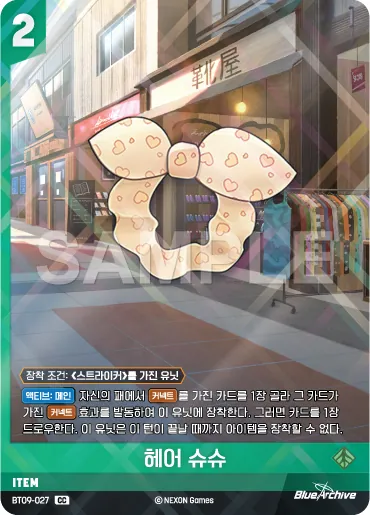 2
靴屋
SAMPLE
장착 조건: 《스트라이커》를 가진 유닛
액티브: 메인 자신의 패에서 커넥트 를 가진 카드를 1장 골라 그 카드가
가진 커넥트 효과를 발동하여 이 유닛에 장착한다. 그러면 카드를 1장
드로우한다. 이 유닛은 이 턴이 끝날 때까지 아이템을 장착할 수 없다.
헤어 슈슈
ITEM
BT09-027 CC
© NEXON Games
BlueArchive